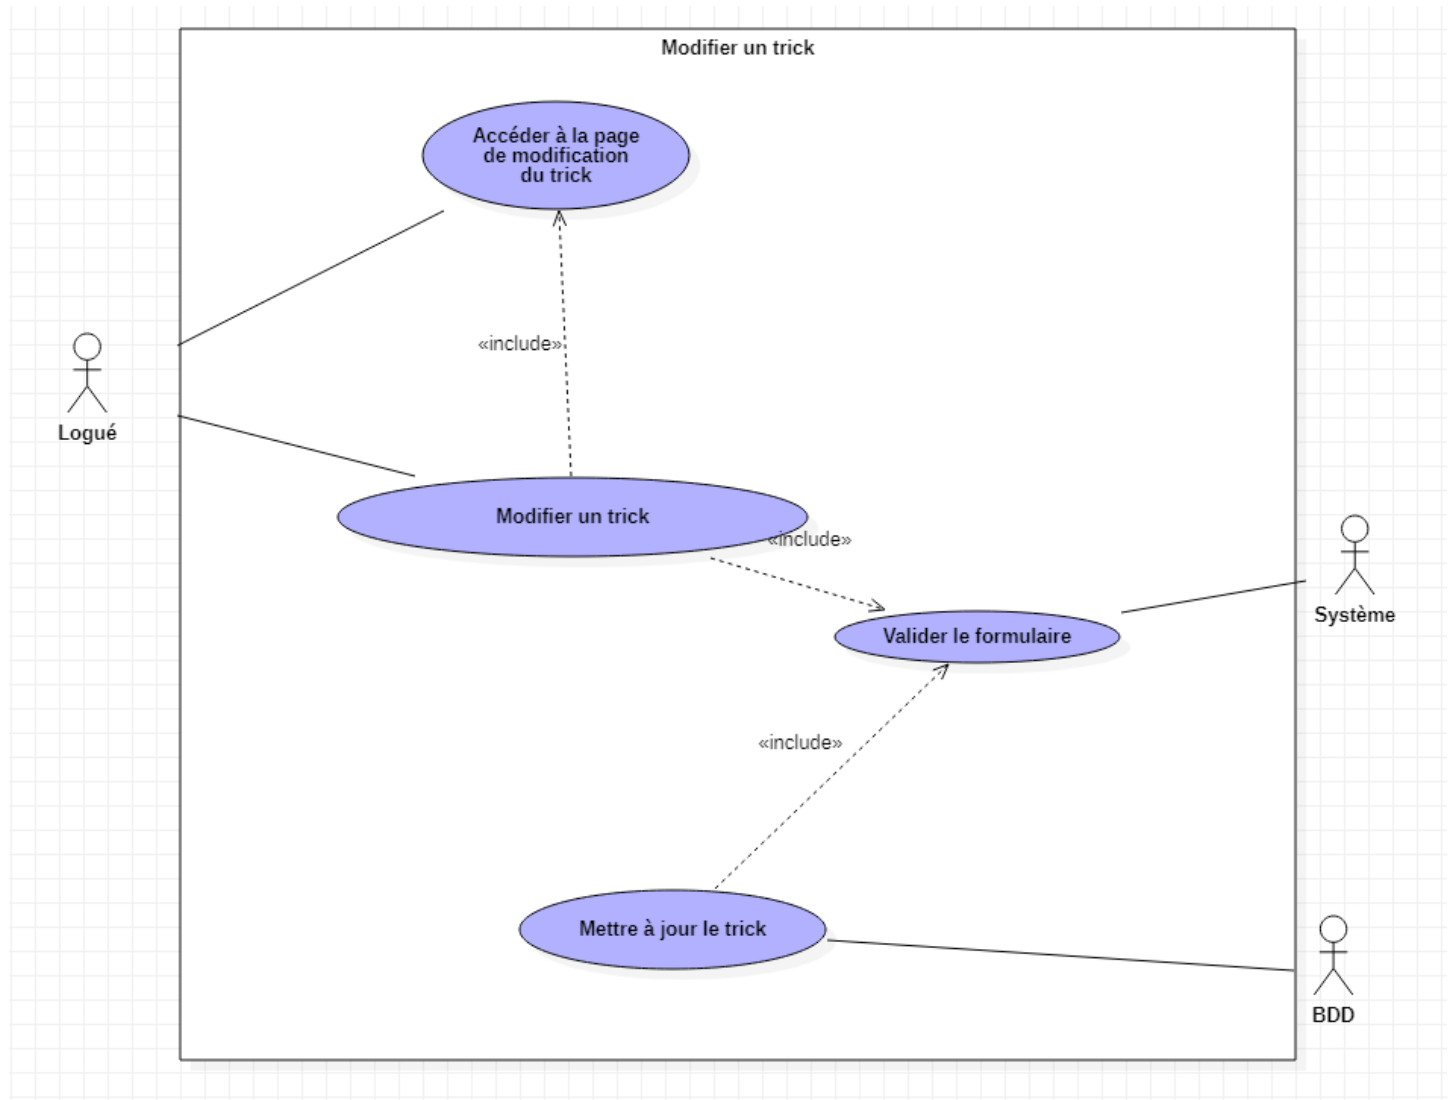 Modifier un trick
Accéder à la page
de modification
du trick
«include»
Logué
Modifier un trick
«include»
Système
Valider le formulaire
«include»
Mettre à jour le trick
BDD